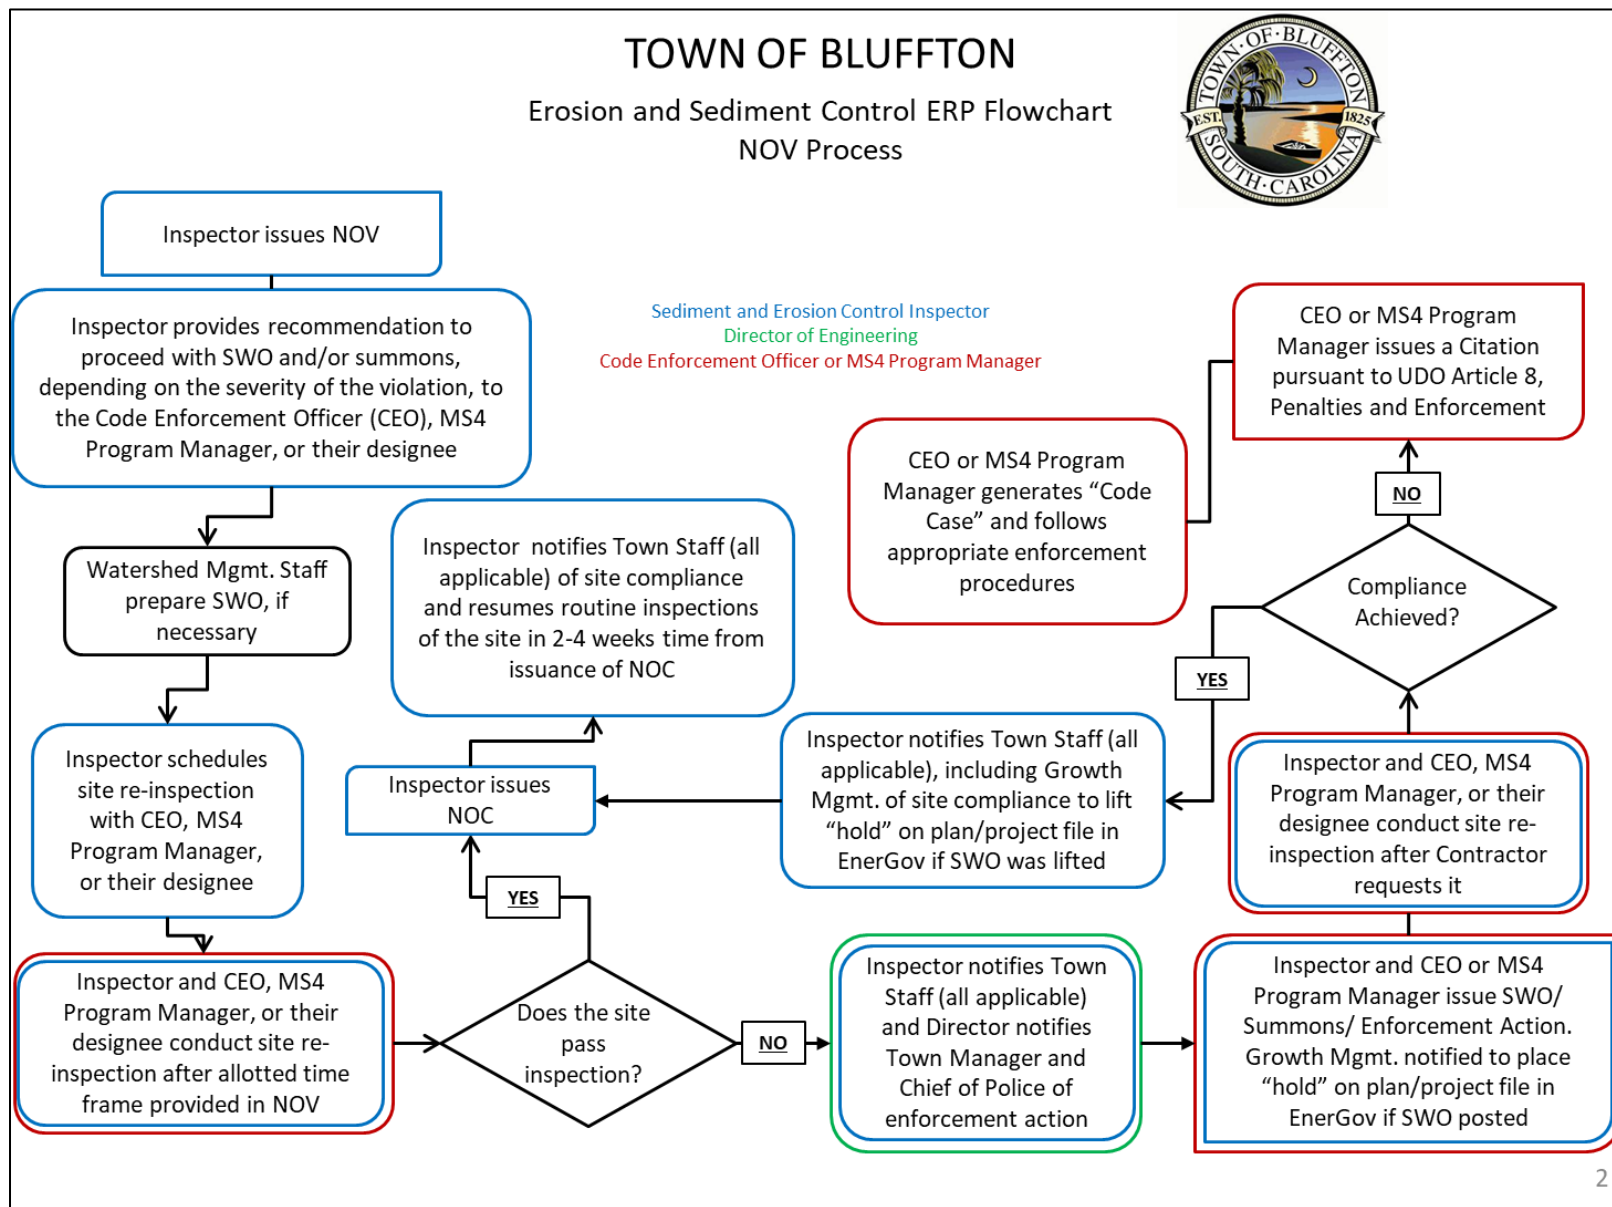 TOWN OF BLUFFTON
Erosion and Sediment Control ERP Flowchart
NOV Process
TOWN·OF·BLUFFTON
EST.
1825
SOUTH·CAROLINA
Inspector issues NOV
Inspector provides recommendation to
proceed with SWO and/or summons,
depending on the severity of the violation, to
the Code Enforcement Officer (CEO), MS4
Program Manager, or their designee
Watershed Mgmt. Staff
prepare SWO, if
necessary
Inspector schedules
site re-inspection
with CEO, MS4
Program Manager,
or their designee
Inspector and CEO, MS4
Program Manager, or their
designee conduct site re-
inspection after allotted time
frame provided in NOV
Does the site
pass
inspection?
YES
NO
Inspector issues
NOC
Inspector notifies Town Staff (all
applicable) of site compliance
and resumes routine inspections
of the site in 2-4 weeks time from
issuance of NOC
Sediment and Erosion Control Inspector
Director of Engineering
Code Enforcement Officer or MS4 Program Manager
Inspector notifies Town
Staff (all applicable)
and Director notifies
Town Manager and
Chief of Police of
enforcement action
Inspector and CEO or MS4
Program Manager issue SWO/
Summons/ Enforcement Action.
Growth Mgmt. notified to place
“hold” on plan/project file in
EnerGov if SWO posted
Inspector and CEO, MS4
Program Manager, or their
designee conduct site re-
inspection after Contractor
requests it
Compliance
Achieved?
YES
NO
Inspector notifies Town Staff (all
applicable), including Growth
Mgmt. of site compliance to lift
“hold” on plan/project file in
EnerGov if SWO was lifted
CEO or MS4 Program
Manager issues a Citation
pursuant to UDO Article 8,
Penalties and Enforcement
CEO or MS4 Program
Manager generates “Code
Case” and follows
appropriate enforcement
procedures
2